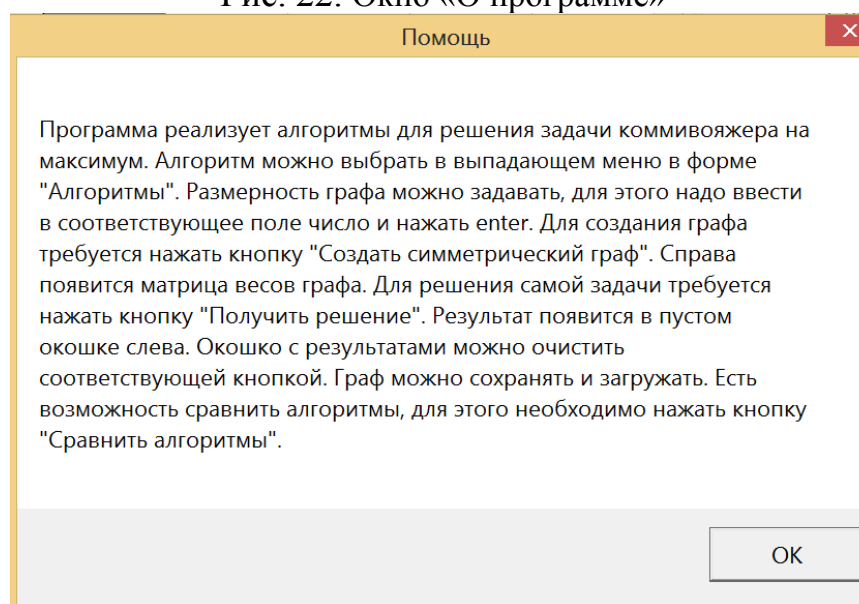 Рис. 22. Окно «О программе»
Помощь
Программа реализует алгоритмы для решения задачи коммивояжера на
максимум. Алгоритм можно выбрать в выпадающем меню в форме
"Алгоритмы". Размерность графа можно задавать, для этого надо ввести
в соответствующее поле число и нажать enter. Для создания графа
требуется нажать кнопку "Создать симметрический граф". Справа
появится матрица весов графа. Для решения самой задачи требуется
нажать кнопку "Получить решение". Результат появится в пустом
окошке слева. Окошко с результатами можно очистить
соответствующей кнопкой. Граф можно сохранять и загружать. Есть
возможность сравнить алгоритмы, для этого необходимо нажать кнопку
"Сравнить алгоритмы".
OK